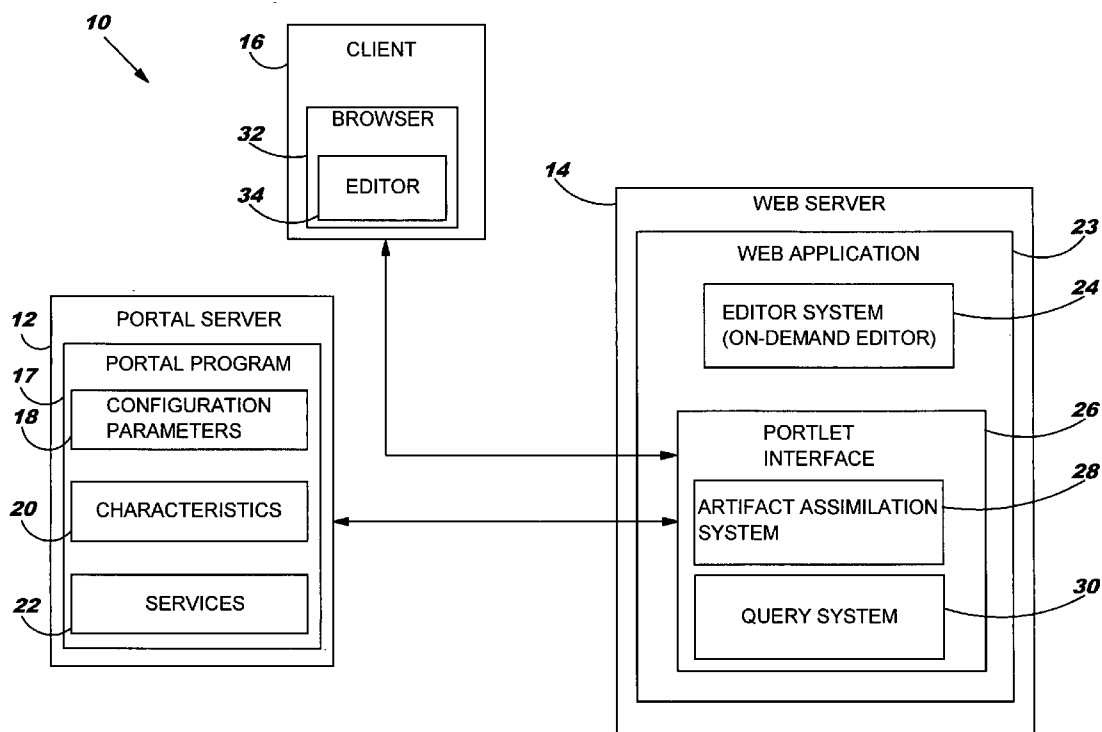 10
16
CLIENT
BROWSER
32
EDITOR
34
14
WEB SERVER
23
WEB APPLICATION
24
EDITOR SYSTEM
(ON-DEMAND EDITOR)
12
PORTAL SERVER
PORTAL PROGRAM
17
CONFIGURATION
PARAMETERS
18
26
PORTLET
INTERFACE
28
20
CHARACTERISTICS
ARTIFACT ASSIMILATION
SYSTEM
22
SERVICES
30
QUERY SYSTEM